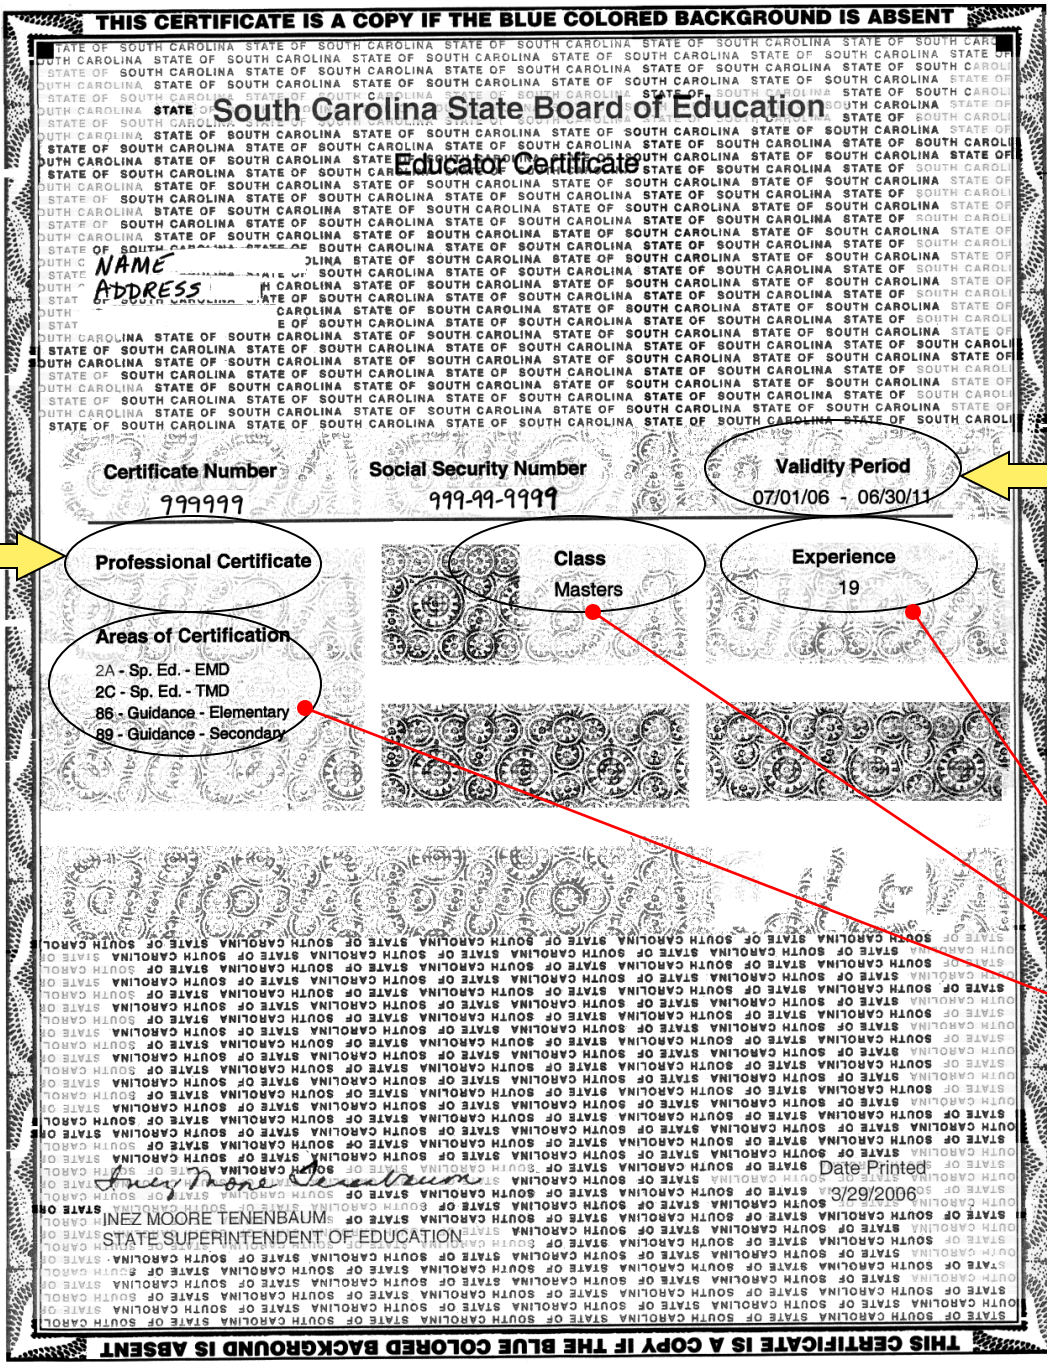 THIS CERTIFICATE IS A COPY IF THE BLUE COLORED BACKGROUND IS ABSENT
South Carolina State Board of Education
Educator Certificate
NAME
ADDRESS
Certificate Number Social Security Number Validity Period
999999 999-99-9999 07/01/06 - 06/30/11
Professional Certificate Class Experience
Masters 19
Areas of Certification
2A - Sp. Ed. - EMD
2C - Sp. Ed. - TMD
86 - Guidance - Elementary
89 - Guidance - Secondary
Inez Moore Tenenbaum
Date Printed
3/29/2006
INEZ MOORE TENENBAUM
STATE SUPERINTENDENT OF EDUCATION
THIS CERTIFICATE IS A COPY IF THE BLUE COLORED BACKGROUND IS ABSENT